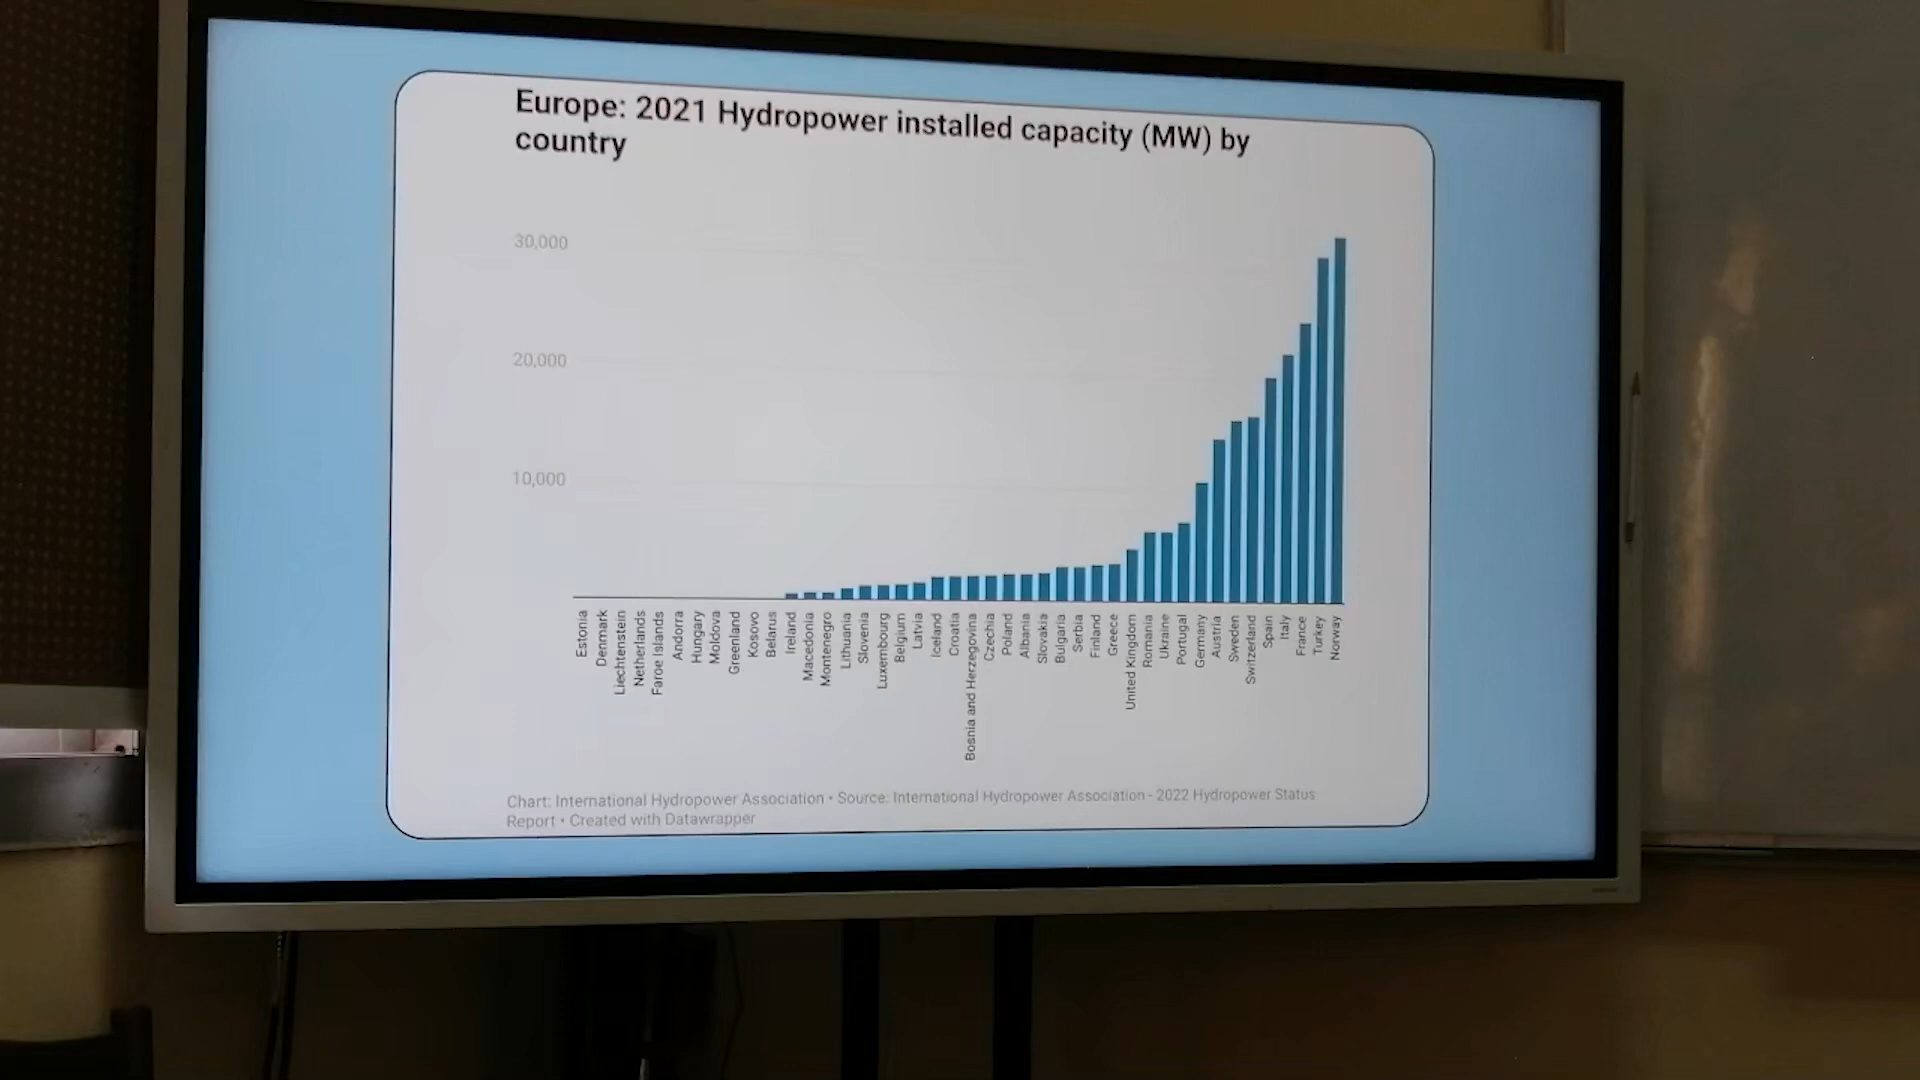 Europe: 2021 Hydropower installed capacity (MW) by
country
30,000
20,000
10,000
Estonia
Denmark
Liechtenstein
Netherlands
Faroe Islands
Andorra
Hungary
Moldova
Greenland
Kosovo
Belarus
Ireland
Macedonia
Montenegro
Lithuania
Slovenia
Luxembourg
Belgium
Latvia
Iceland
Croatia
Bosnia and Herzegovina
Czechia
Poland
Albania
Slovakia
Bulgaria
Serbia
Finland
Greece
United Kingdom
Romania
Ukraine
Portugal
Germany
Austria
Sweden
Switzerland
Spain
Italy
France
Turkey
Norway
Chart: International Hydropower Association • Source: International Hydropower Association - 2022 Hydropower Status
Report • Created with Datawrapper